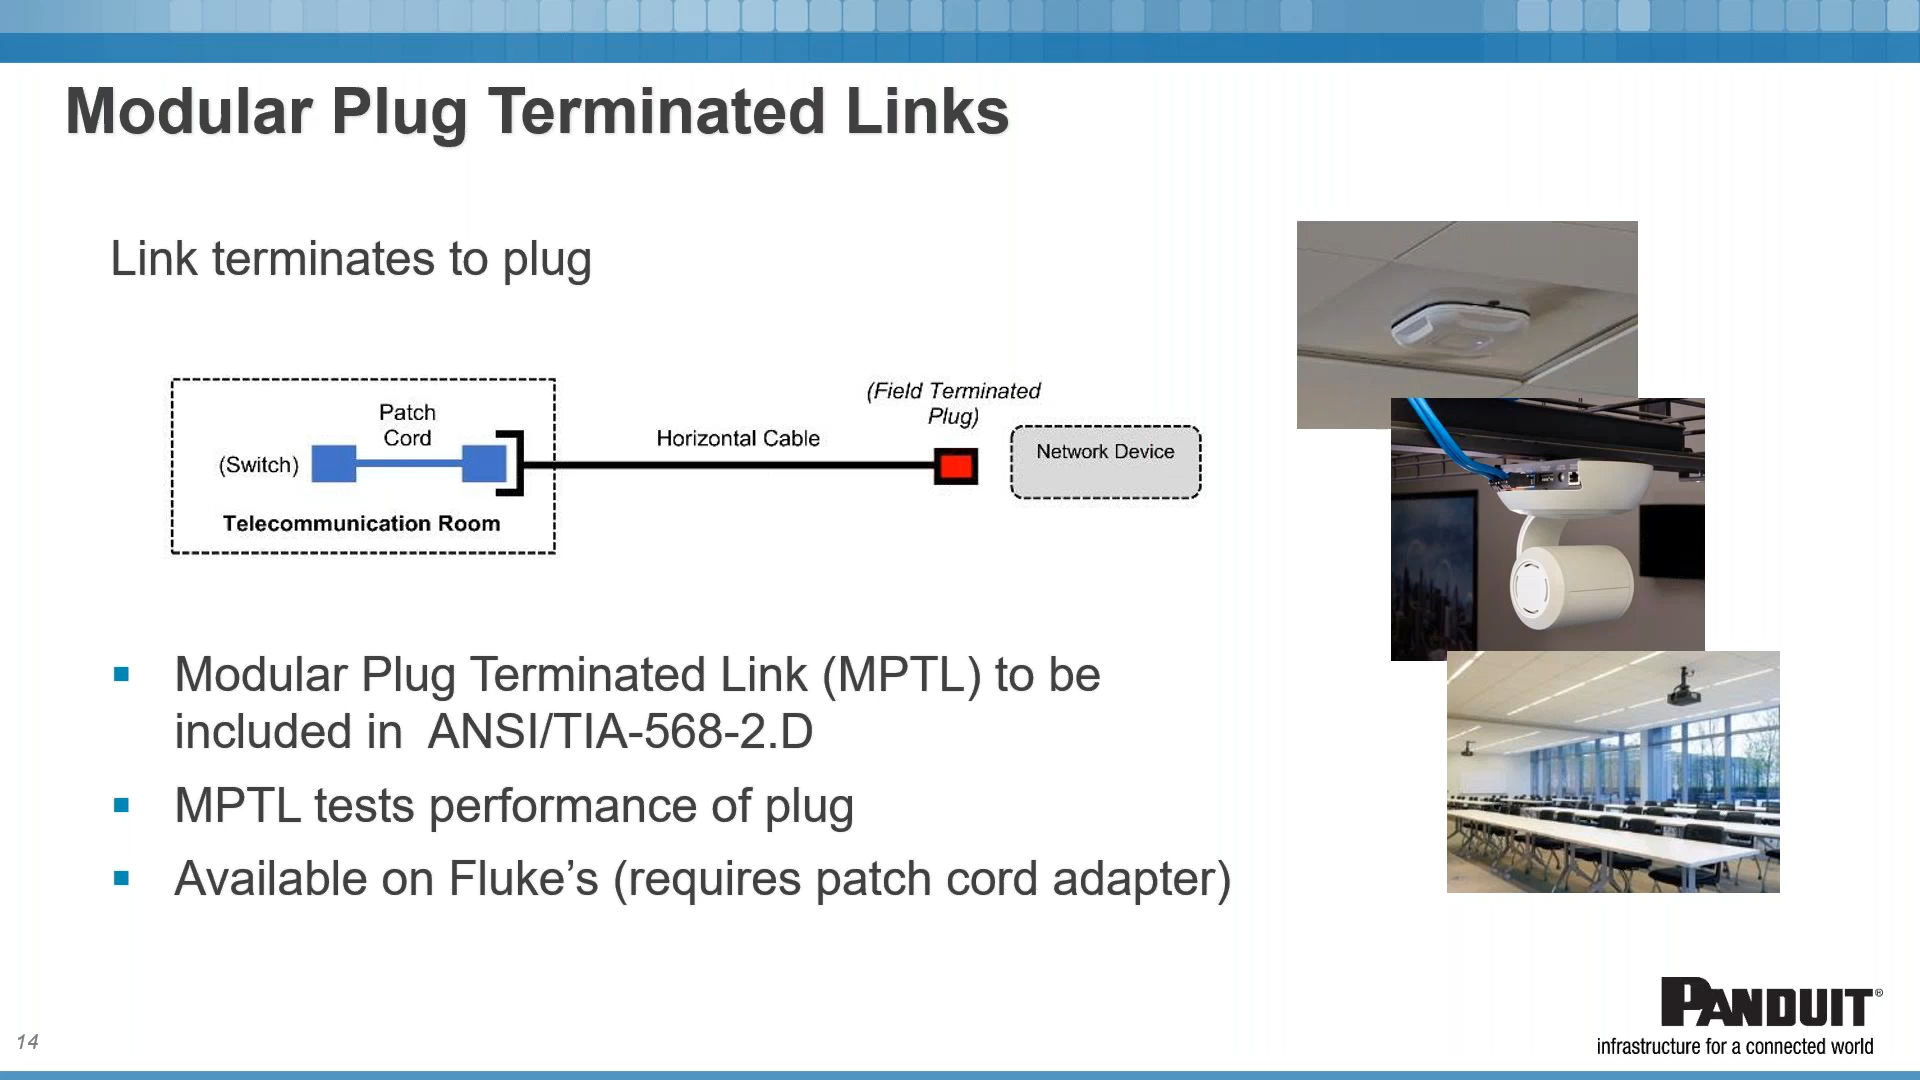 Modular Plug Terminated Links
Link terminates to plug
(Field Terminated
Plug)
Patch
Cord
Horizontal Cable
Network Device
(Switch)
Telecommunication Room
▪ Modular Plug Terminated Link (MPTL) to be
included in  ANSI/TIA-568-2.D
▪ MPTL tests performance of plug
▪ Available on Fluke’s (requires patch cord adapter)
PANDUIT®
infrastructure for a connected world
14